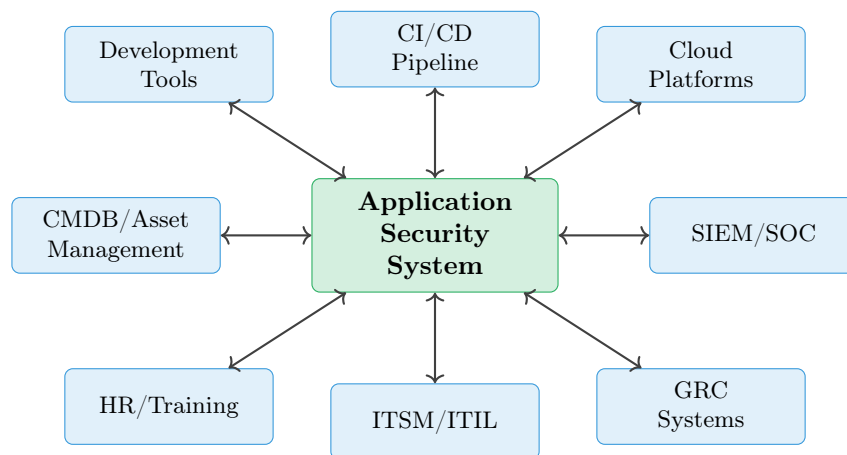 Development
Tools
CI/CD
Pipeline
Cloud
Platforms
CMDB/Asset
Management
Application
Security
System
SIEM/SOC
HR/Training
ITSM/ITIL
GRC
Systems